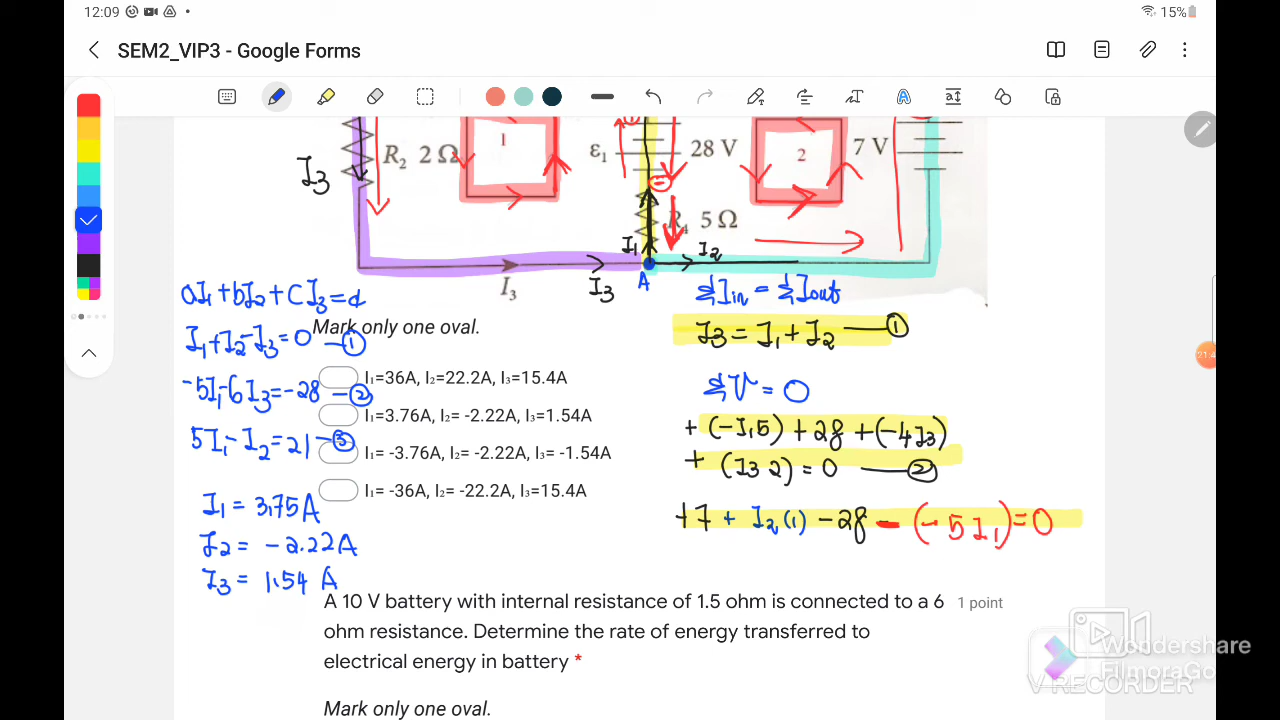 12:09
15%
SEM2_VIP3 - Google Forms
I3
R2 2 Ω
1
ε1
28 V
2
7 V
R4 5 Ω
I1
I2
I3
I3
A
aI1 + bI2 + CI3 = d
I1 + I2 - I3 = 0 — ①
-5I1 - 6I3 = -28 — ②
5I1 - I2 = 21 — ③
I1 = 3.75A
I2 = -2.22A
I3 = 1.54 A
Mark only one oval.
I1=36A, I2=22.2A, I3=15.4A
I1=3.76A, I2= -2.22A, I3=1.54A
I1= -3.76A, I2= -2.22A, I3= -1.54A
I1= -36A, I2= -22.2A, I3=15.4A
ΣIin = ΣIout
I3 = I1 + I2 — ①
ΣV = 0
+ (-I1 5) + 28 + (-4I3)
+ (I3 2) = 0 — ②
+7 + I2 (1) - 28 - (-5I1) = 0
A 10 V battery with internal resistance of 1.5 ohm is connected to a 6 1 point
ohm resistance. Determine the rate of energy transferred to
electrical energy in battery *
Mark only one oval.
21:4
Wondershare
FilmoraGo
V RECORDER